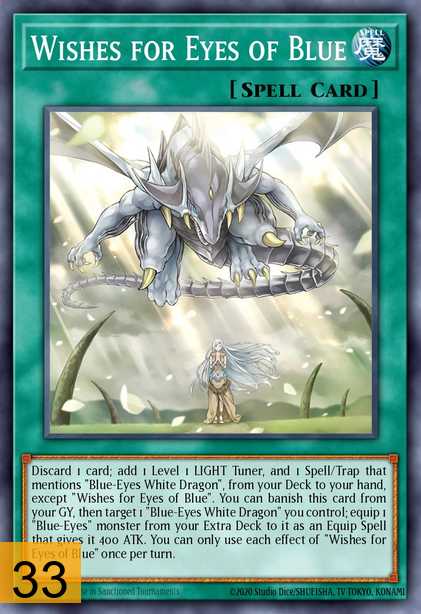 Wishes for Eyes of Blue
SPELL
魔
[Spell Card]
Discard 1 card; add 1 Level 1 LIGHT Tuner, and 1 Spell/Trap that
mentions "Blue-Eyes White Dragon", from your Deck to your hand,
except "Wishes for Eyes of Blue". You can banish this card from
your GY, then target 1 "Blue-Eyes White Dragon" you control; equip 1
"Blue-Eyes" monster from your Extra Deck to it as an Equip Spell
that gives it 400 ATK. You can only use each effect of "Wishes for
Eyes of Blue" once per turn.
33
Use in Sanctioned Tournaments
©2020 Studio Dice/SHUEISHA, TV TOKYO, KONAMI